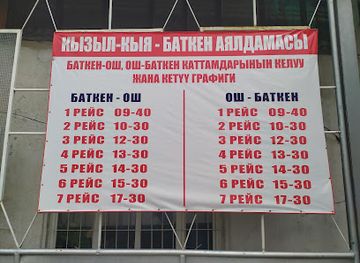 КЫЗЫЛ-КЫЯ - БАТКЕН АЯЛДАМАСЫ
БАТКЕН-ОШ, ОШ-БАТКЕН КАТТАМДАРЫНЫН КЕЛУУ
ЖАНА КЕТҮҮ ГРАФИГИ
БАТКЕН - ОШ
1 РЕЙС 09-40
2 РЕЙС 10-30
3 РЕЙС 12-30
4 РЕЙС 13-30
5 РЕЙС 14-30
6 РЕЙС 15-30
7 РЕЙС 17-30
ОШ - БАТКЕН
1 РЕЙС 09-40
2 РЕЙС 10-30
3 РЕЙС 12-30
4 РЕЙС 13-30
5 РЕЙС 14-30
6 РЕЙС 15-30
7 РЕЙС 17-30